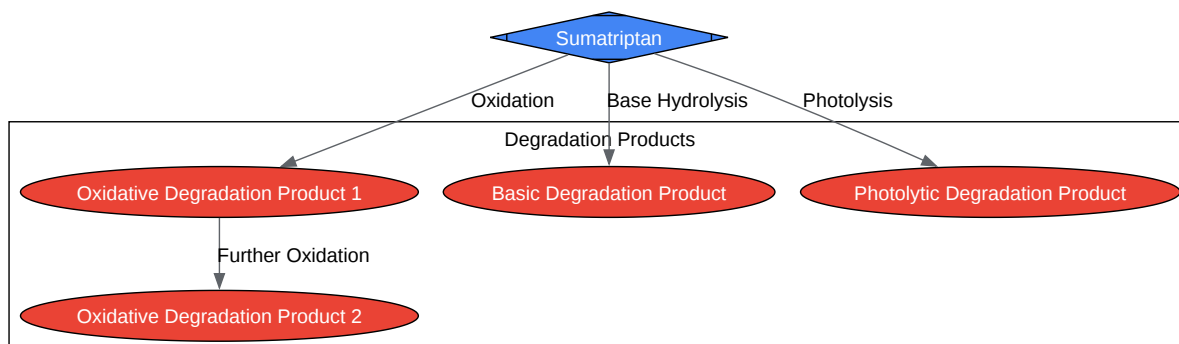 Sumatriptan
Oxidation
Base Hydrolysis
Photolysis
Degradation Products
Oxidative Degradation Product 1
Basic Degradation Product
Photolytic Degradation Product
Further Oxidation
Oxidative Degradation Product 2